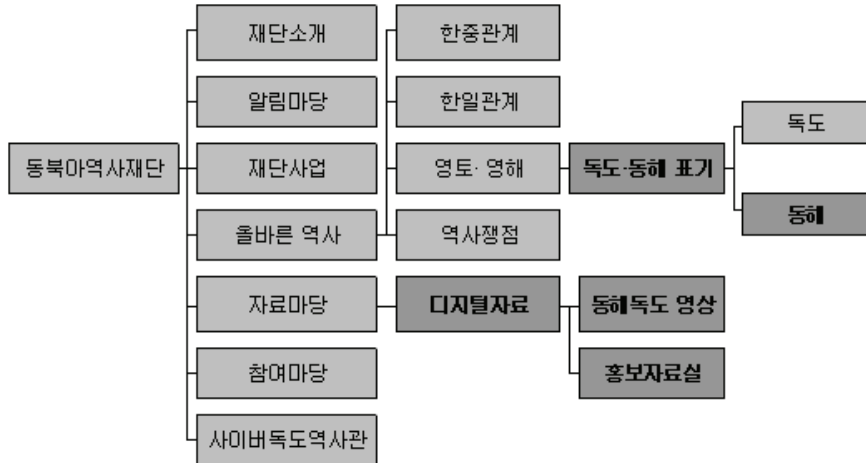 재단소개
한중관계
알림마당
한일관계
독도
동북아역사재단
재단사업
영토· 영해
독도·동해 표기
올바른 역사
역사쟁점
동해
자료마당
디지털자료
동해독도 영상
참여마당
홍보자료실
사이버독도역사관